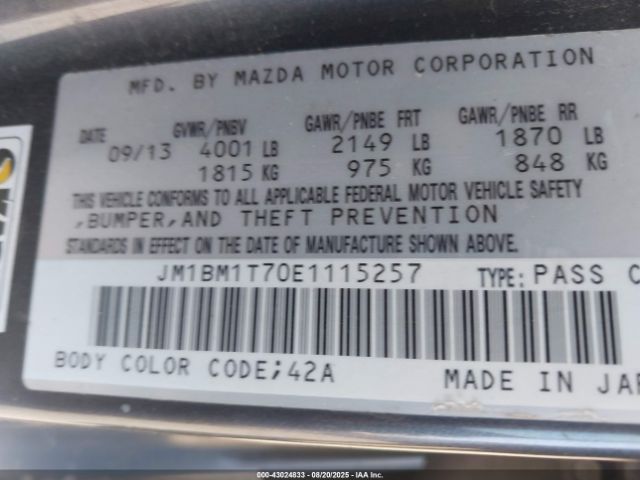 MFD. BY MAZDA MOTOR CORPORATION
DATE GVWR/PNBV GAWR/PNBE FRT GAWR/PNBE RR
09/13 4001 LB 2149 LB 1870 LB
1815 KG 975 KG 848 KG
THIS VEHICLE CONFORMS TO ALL APPLICABLE FEDERAL MOTOR VEHICLE SAFETY
,BUMPER,AND THEFT PREVENTION
STANDARDS IN EFFECT ON THE DATE OF MANUFACTURE SHOWN ABOVE.
JM1BM1T70E1115257 TYPE: PASS C
BODY COLOR CODE;42A MADE IN JAP
000-43024833 - 08/20/2025 - IAA Inc.